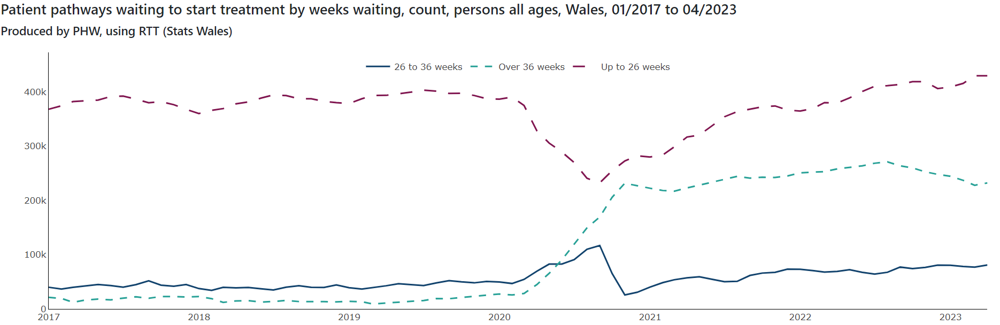 Patient pathways waiting to start treatment by weeks waiting, count, persons all ages, Wales, 01/2017 to 04/2023
Produced by PHW, using RTT (Stats Wales)
26 to 36 weeks Over 36 weeks Up to 26 weeks
400k
300k
200k
100k
0
2017 2018 2019 2020 2021 2022 2023